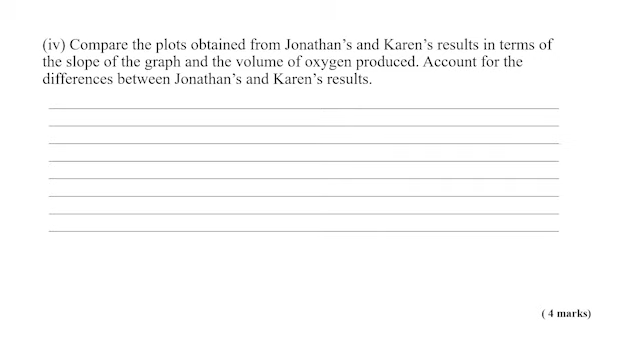 (iv) Compare the plots obtained from Jonathan’s and Karen’s results in terms of
the slope of the graph and the volume of oxygen produced. Account for the
differences between Jonathan’s and Karen’s results.
( 4 marks)